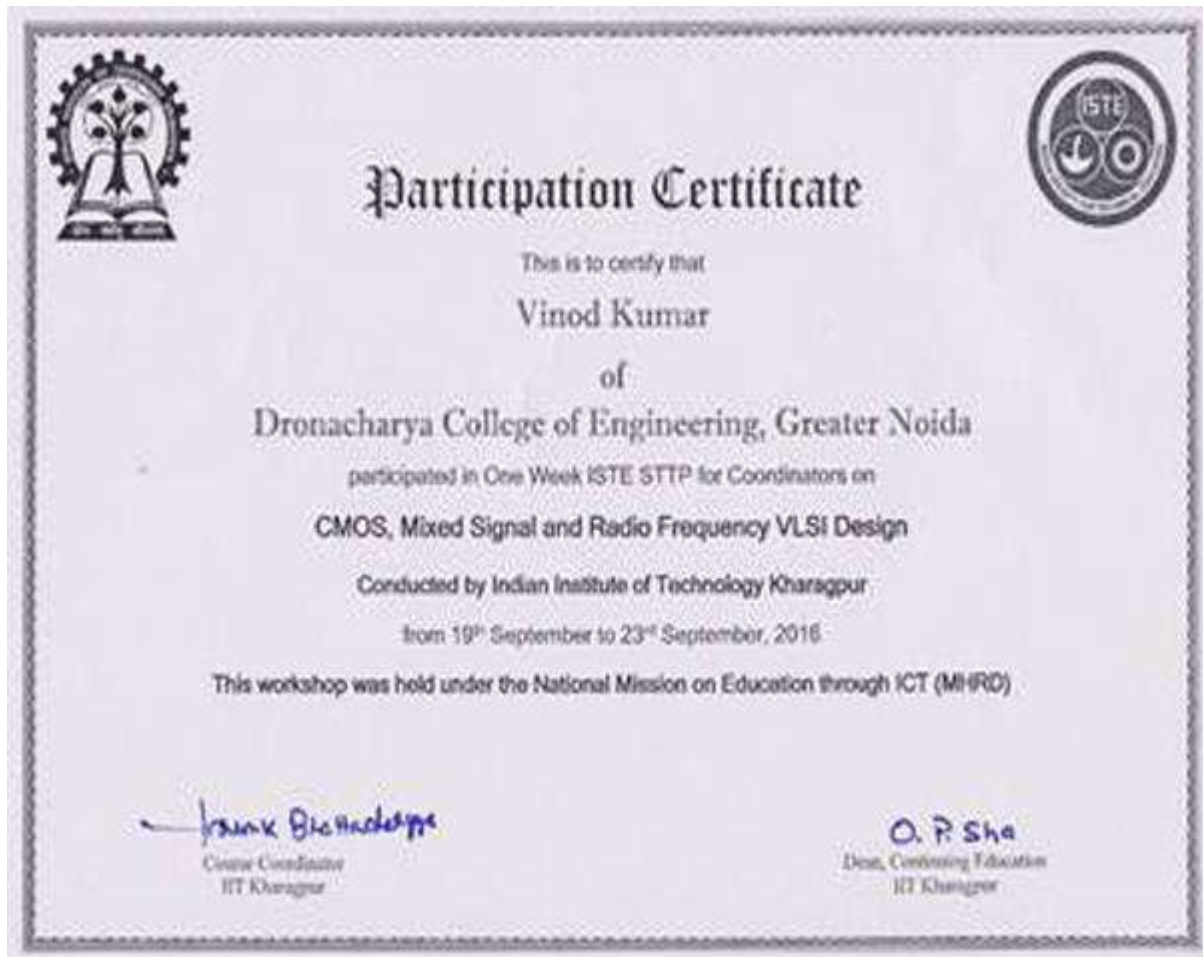 ISTE
Participation Certificate
This is to certify that
Vinod Kumar
of
Dronacharya College of Engineering, Greater Noida
participated in One Week ISTE STTP for Coordinators on
CMOS, Mixed Signal and Radio Frequency VLSI Design
Conducted by Indian Institute of Technology Kharagpur
from 19th September to 23rd September, 2016
This workshop was held under the National Mission on Education through ICT (MHRD)
Bhattacharyya
O. P. Sha
Course Coordinator
Dean, Continuing Education
IIT Kharagpur
IIT Kharagpur